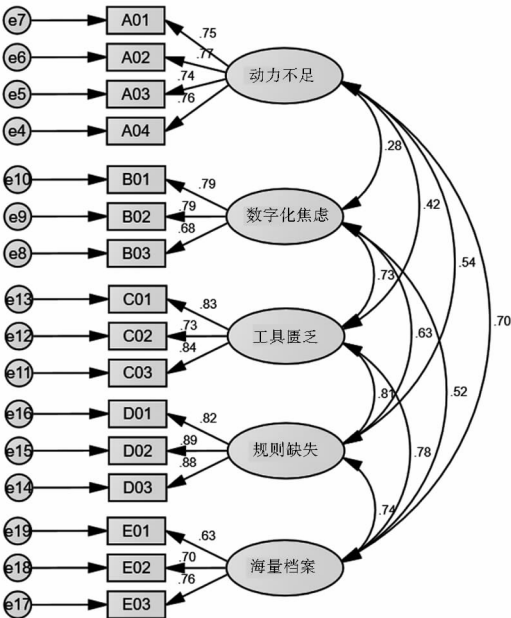 e7 A01 .75
e6 A02 .77
e5 A03 .74
e4 A04 .76
动力不足
.28
e10 B01 .79
e9 B02 .79
e8 B03 .68
数字化焦虑
.42
.73
.54
e13 C01 .83
e12 C02 .73
e11 C03 .84
工具匮乏
.63
.70
.81
.52
e16 D01 .82
e15 D02 .89
e14 D03 .88
规则缺失
.78
.74
e19 E01 .63
e18 E02 .70
e17 E03 .76
海量档案